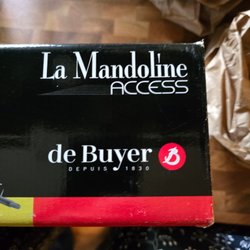 La Mandoline
ACCESS
de Buyer
DEPUIS 1830